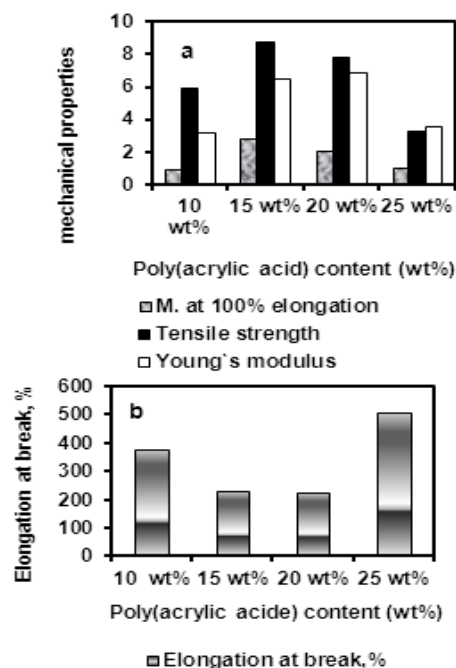 10
8
6
4
2
0
a
mechanical properties
10 wt%
15 wt%
20 wt%
25 wt%
Poly(acrylic acid) content (wt%)
M. at 100% elongation
Tensile strength
Young`s modulus
600
500
400
300
200
100
0
b
Elongation at break,%
10 wt%
15 wt%
20 wt%
25 wt%
Poly(acrylic acide) content (wt%)
Elongation at break,%